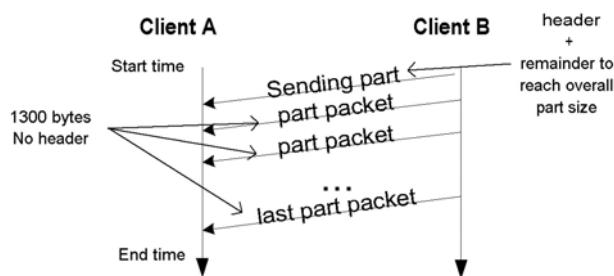 header
+
remainder to
reach overall
part size
Client A
Client B
Start time
Sending part
1300 bytes
No header
part packet
part packet
...
last part packet
End time